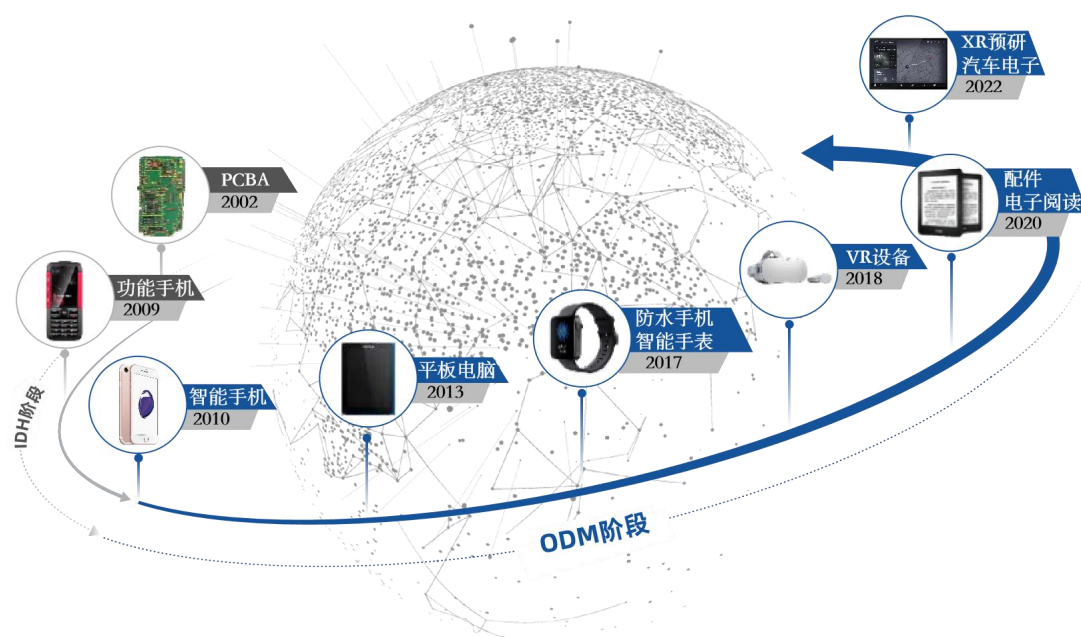 PCBA
2002
功能手机
2009
IDH阶段
智能手机
2010
平板电脑
2013
防水手机
智能手表
2017
VR设备
2018
配件
电子阅读
2020
XR预研
汽车电子
2022
ODM阶段